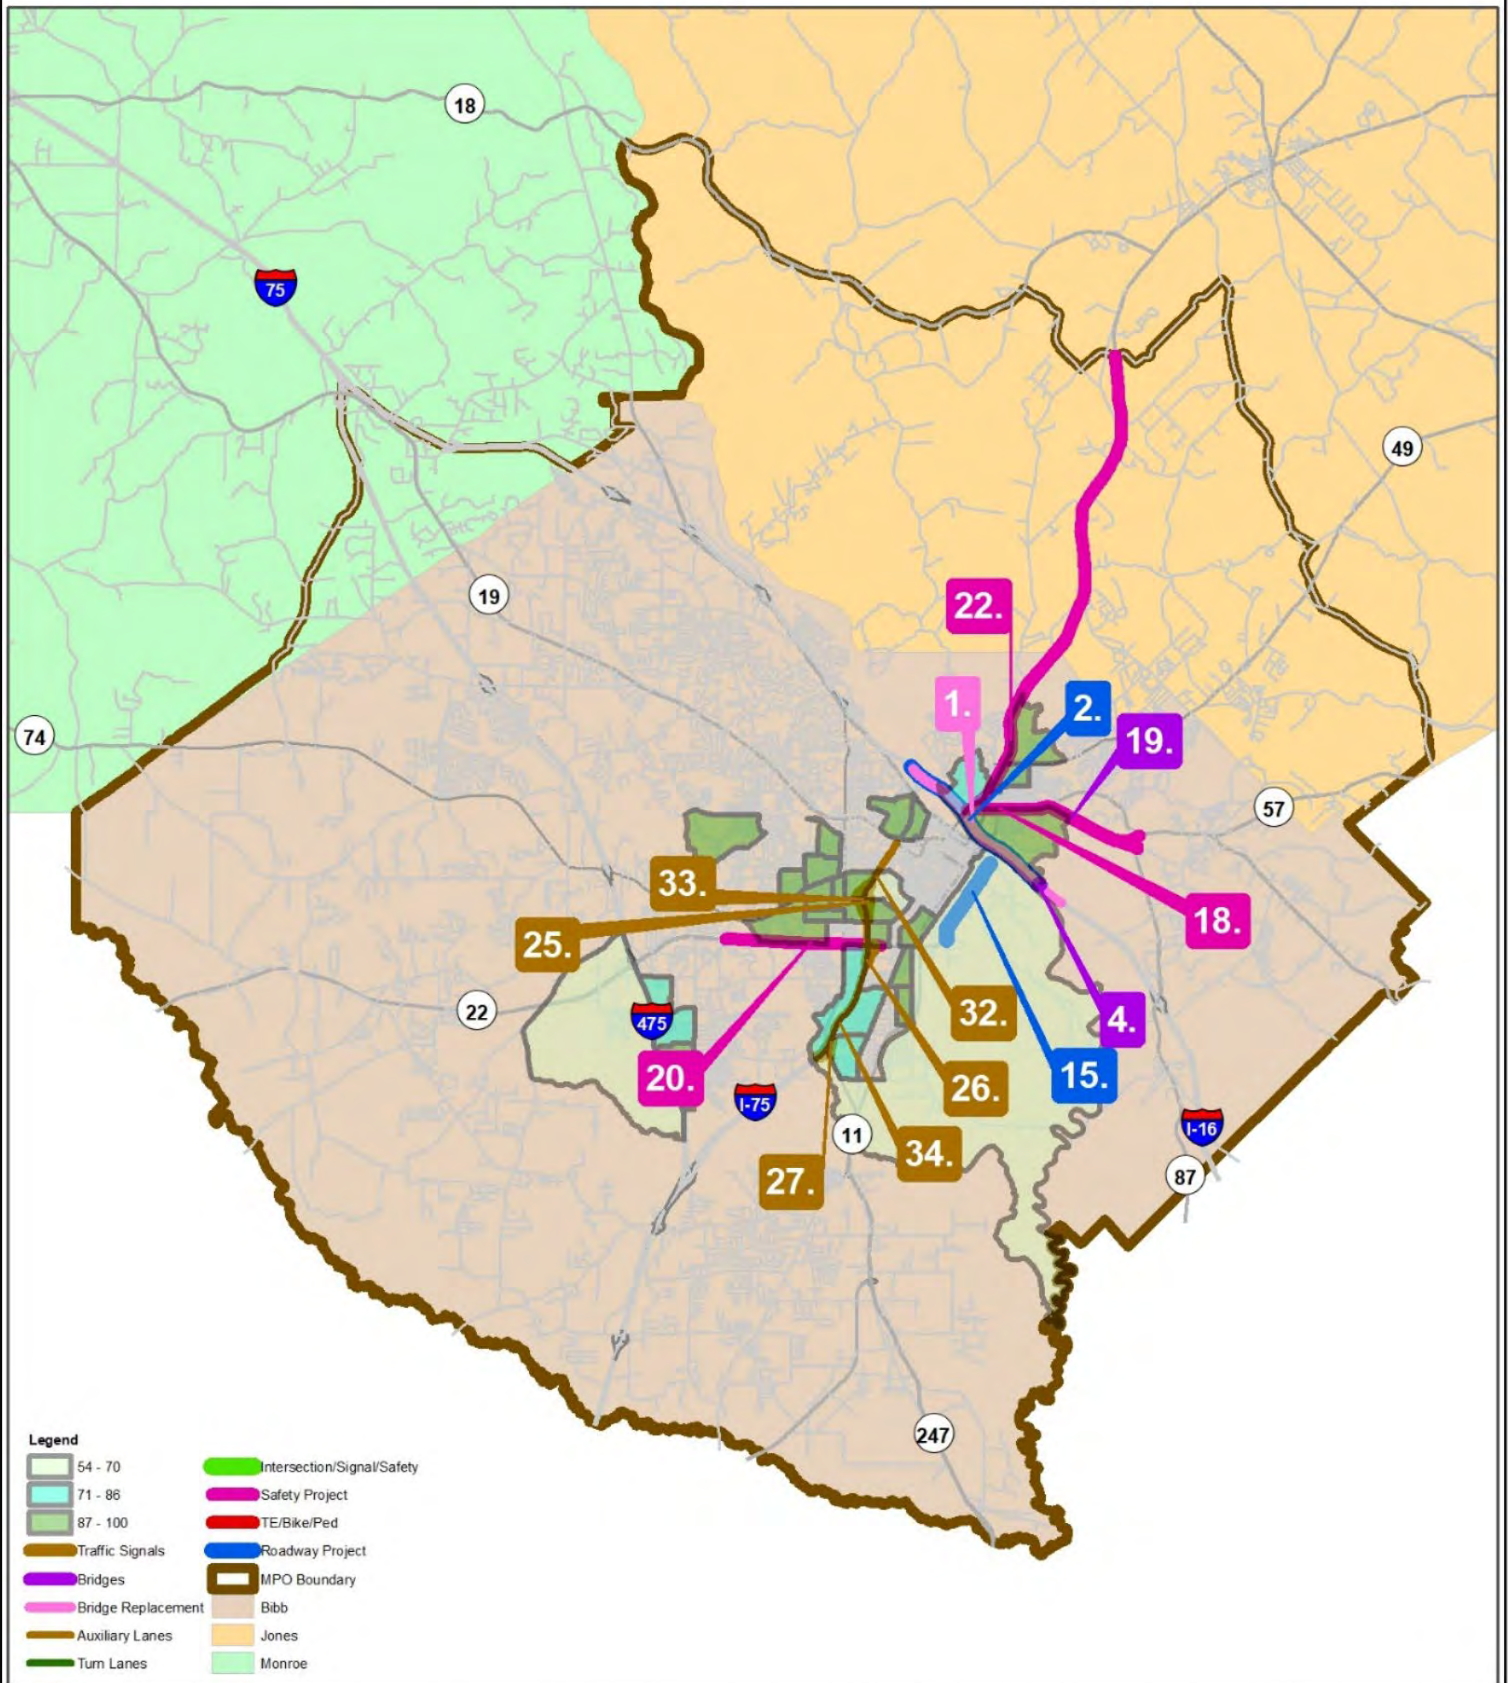 18
75
49
19
22.
1.
2.
74
19.
57
33.
18.
25.
22
32.
4.
475
20.
15.
26.
I-75
11
I-16
34.
87
27.
247
Legend
54 - 70
Intersection/Signal/Safety
71 - 86
Safety Project
87 - 100
TE/Bike/Ped
Traffic Signals
Roadway Project
Bridges
MPO Boundary
Bridge Replacement
Bibb
Auxiliary Lanes
Jones
Turn Lanes
Monroe